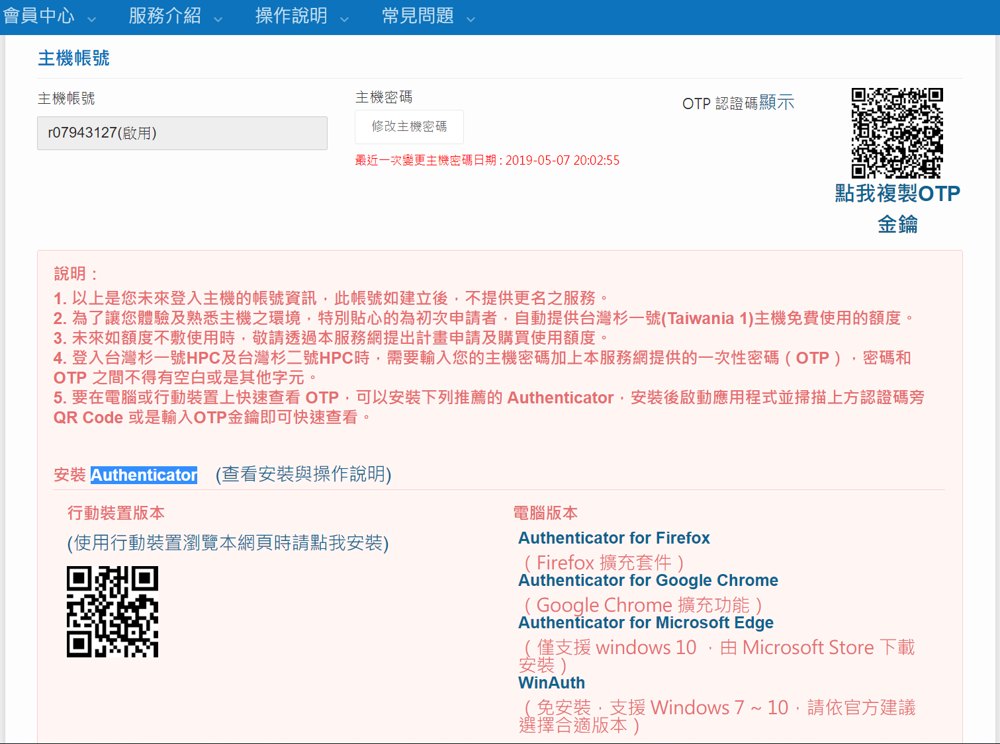 會員中心 服務介紹 操作說明 常見問題
主機帳號
主機帳號
r07943127(啟用)
主機密碼
修改主機密碼
最近一次變更主機密碼日期 : 2019-05-07 20:02:55
OTP 認證碼顯示
點我複製OTP
金鑰
說明：
1. 以上是您未來登入主機的帳號資訊，此帳號如建立後，不提供更名之服務。
2. 為了讓您體驗及熟悉主機之環境，特別貼心的為初次申請者，自動提供台灣杉一號(Taiwania 1)主機免費使用的額度。
3. 未來如額度不敷使用時，敬請透過本服務網提出計畫申請及購買使用額度。
4. 登入台灣杉一號HPC及台灣杉二號HPC時，需要輸入您的主機密碼加上本服務網提供的一次性密碼（OTP），密碼和
OTP 之間不得有空白或是其他字元。
5. 要在電腦或行動裝置上快速查看 OTP，可以安裝下列推薦的 Authenticator，安裝後啟動應用程式並掃描上方認證碼旁
QR Code 或是輸入OTP金鑰即可快速查看。
安裝 Authenticator (查看安裝與操作說明)
行動裝置版本
(使用行動裝置瀏覽本網頁時請點我安裝)
電腦版本
Authenticator for Firefox
（Firefox 擴充套件）
Authenticator for Google Chrome
（Google Chrome 擴充功能）
Authenticator for Microsoft Edge
（僅支援 windows 10 ，由 Microsoft Store 下載
安裝）
WinAuth
（免安裝，支援 Windows 7 ~ 10，請依官方建議
選擇合適版本）